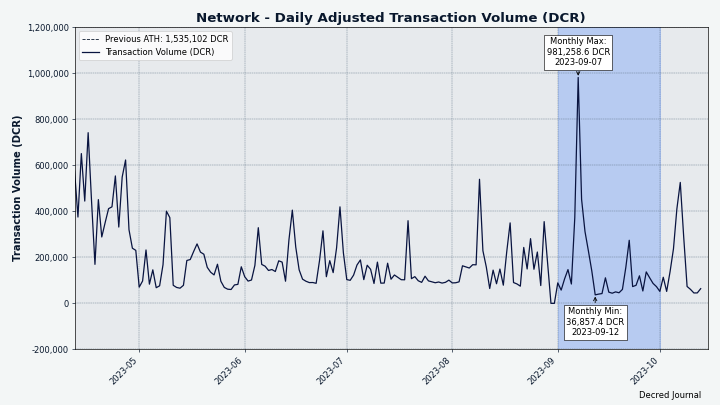 Network - Daily Adjusted Transaction Volume (DCR)
1,200,000
1,000,000
800,000
600,000
400,000
200,000
0
-200,000
Transaction Volume (DCR)
Previous ATH: 1,535,102 DCR
Transaction Volume (DCR)
Monthly Max:
981,258.6 DCR
2023-09-07
Monthly Min:
36,857.4 DCR
2023-09-12
2023-05
2023-06
2023-07
2023-08
2023-09
2023-10
Decred Journal